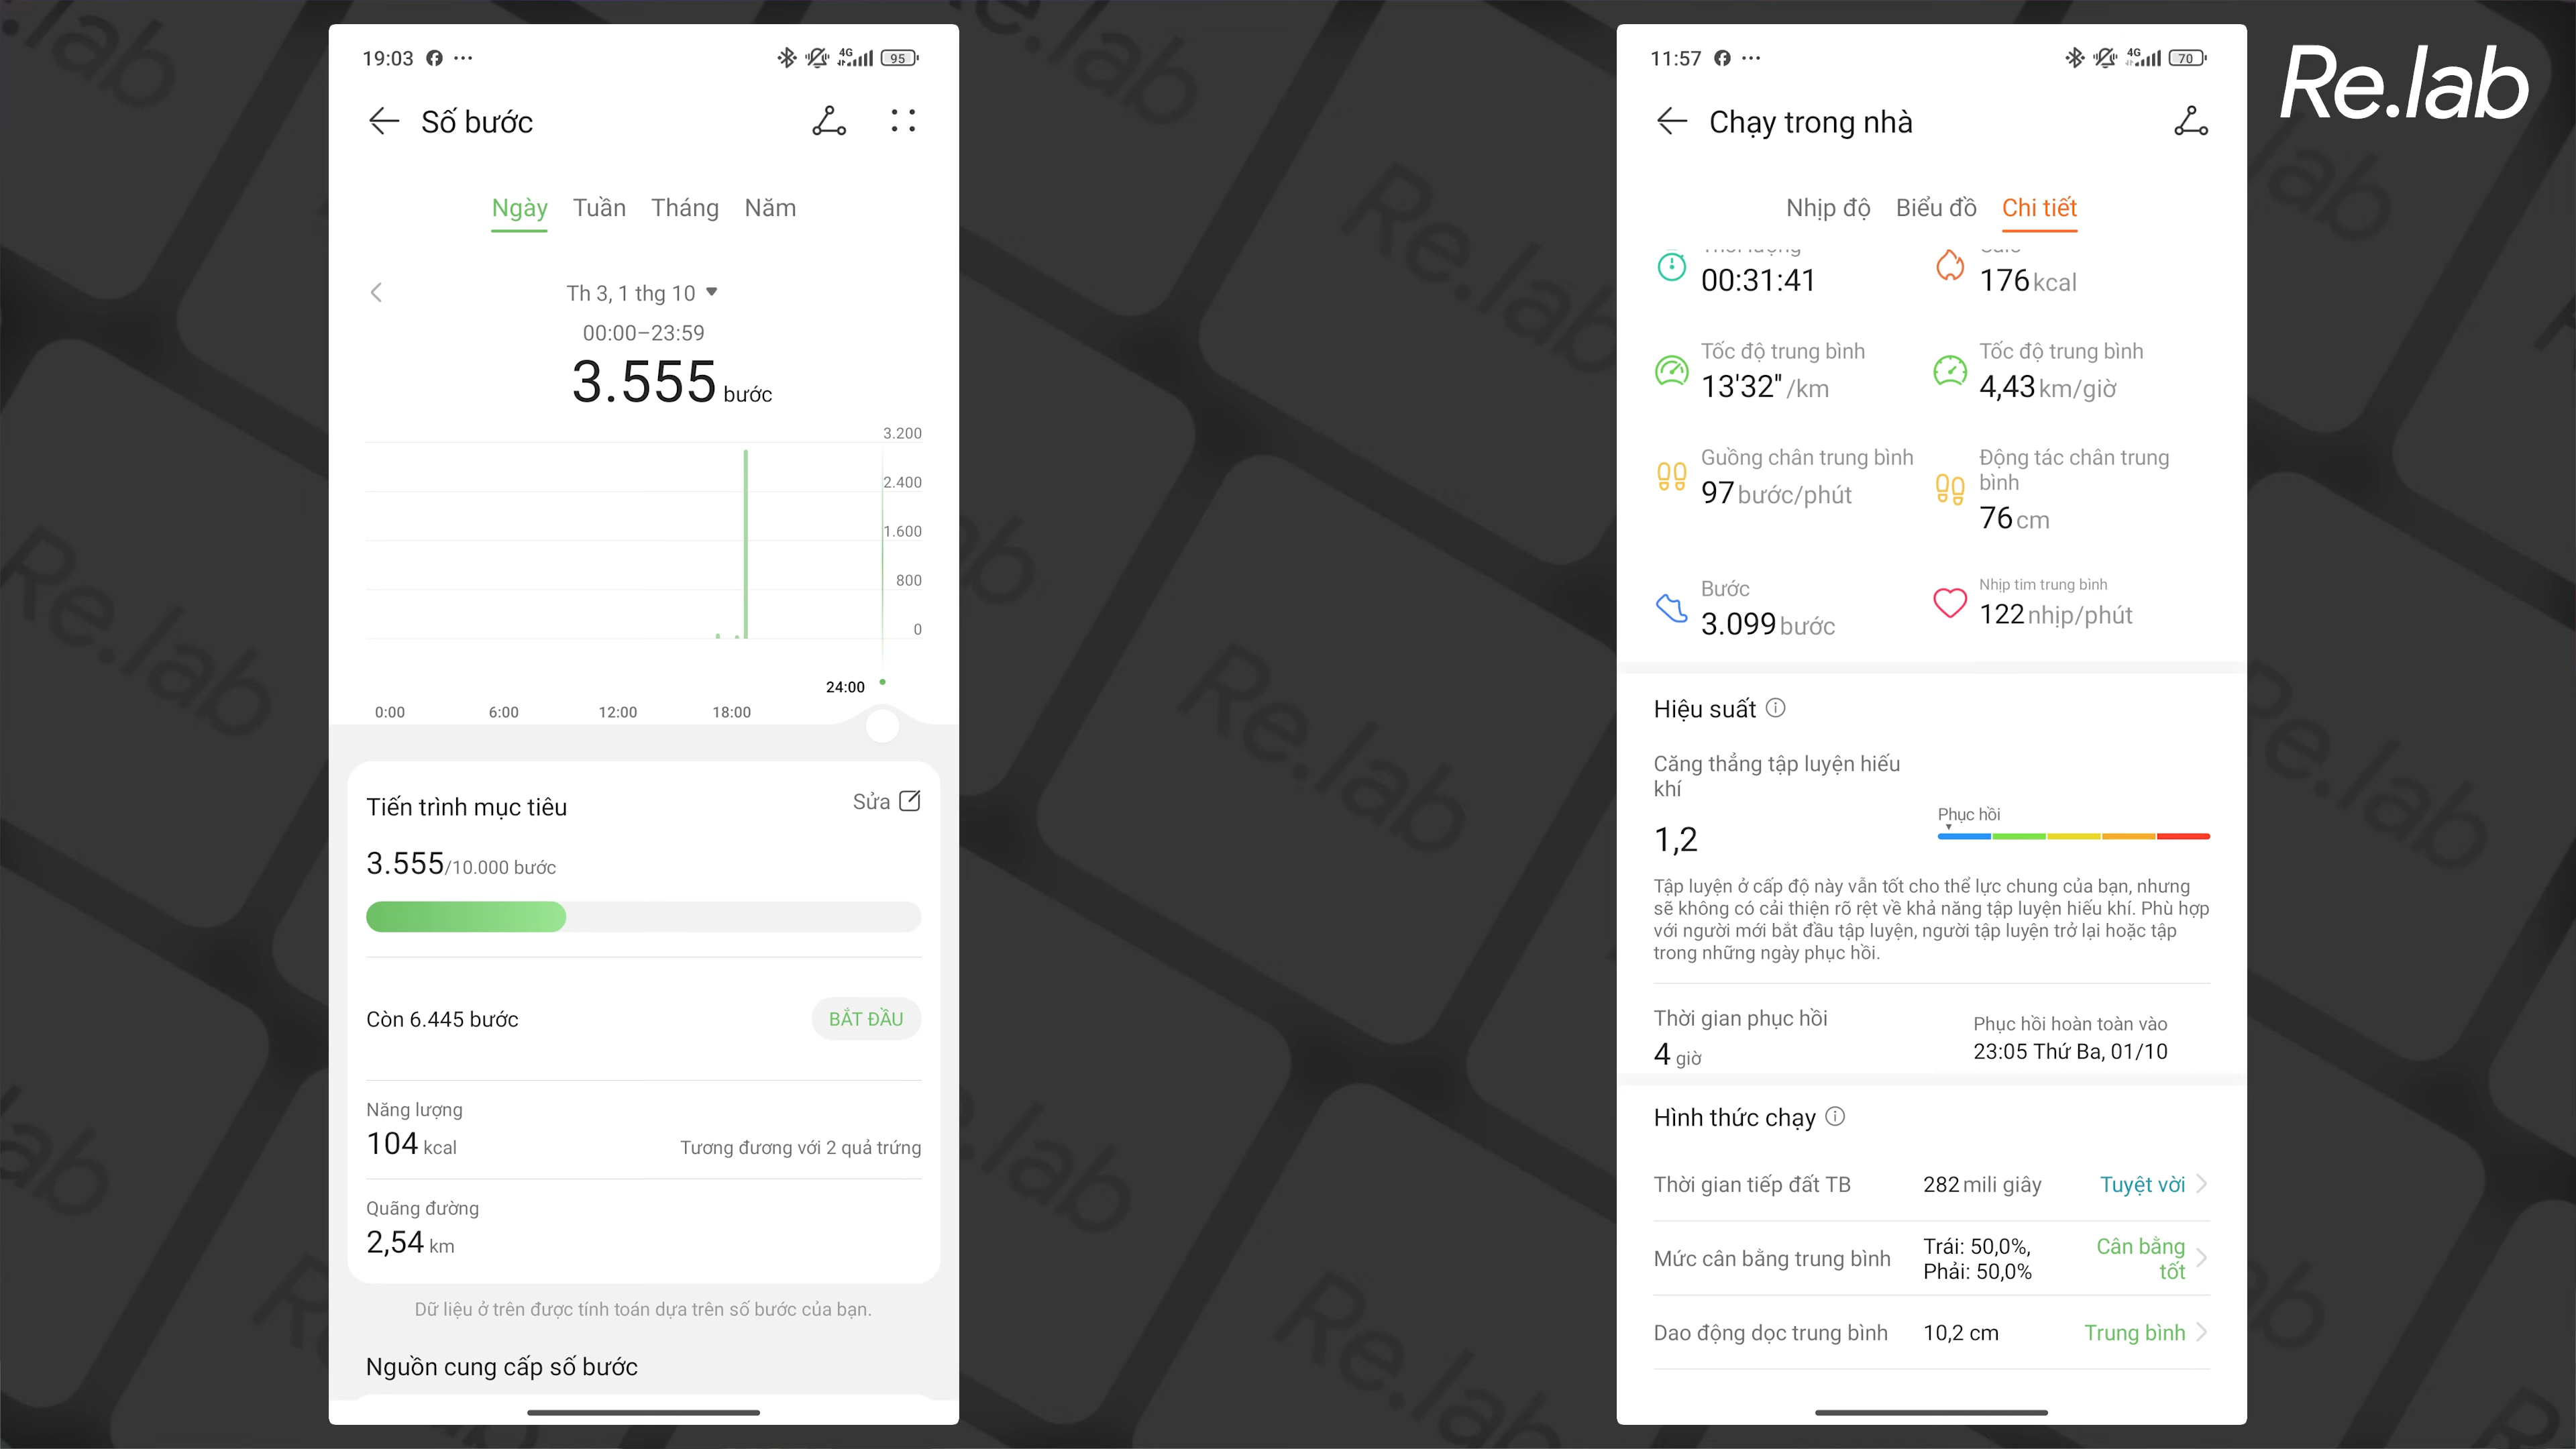 19:03
4G
95
Số bước
Ngày Tuần Tháng Năm
Th 3, 1 thg 10
00:00–23:59
3.555 bước
3.200
2.400
1.600
800
0
24:00
0:00 6:00 12:00 18:00
Tiến trình mục tiêu
Sửa
3.555/10.000 bước
Còn 6.445 bước
BẮT ĐẦU
Năng lượng
104 kcal
Tương đương với 2 quả trứng
Quãng đường
2,54 km
Dữ liệu ở trên được tính toán dựa trên số bước của bạn.
Nguồn cung cấp số bước
11:57
4G
70
Chạy trong nhà
Nhịp độ Biểu đồ Chi tiết
00:31:41
176 kcal
Tốc độ trung bình
13'32" /km
Tốc độ trung bình
4,43 km/giờ
Guồng chân trung bình
97 bước/phút
Động tác chân trung
bình
76 cm
Bước
3.099 bước
Nhịp tim trung bình
122 nhịp/phút
Hiệu suất
Căng thẳng tập luyện hiếu
khí
1,2
Phục hồi
Tập luyện ở cấp độ này vẫn tốt cho thể lực chung của bạn, nhưng
sẽ không có cải thiện rõ rệt về khả năng tập luyện hiếu khí. Phù hợp
với người mới bắt đầu tập luyện, người tập luyện trở lại hoặc tập
trong những ngày phục hồi.
Thời gian phục hồi
4 giờ
Phục hồi hoàn toàn vào
23:05 Thứ Ba, 01/10
Hình thức chạy
Thời gian tiếp đất TB 282 mili giây Tuyệt vời
Mức cân bằng trung bình
Trái: 50,0%,
Phải: 50,0%
Cân bằng
tốt
Dao động dọc trung bình 10,2 cm Trung bình
Re.lab